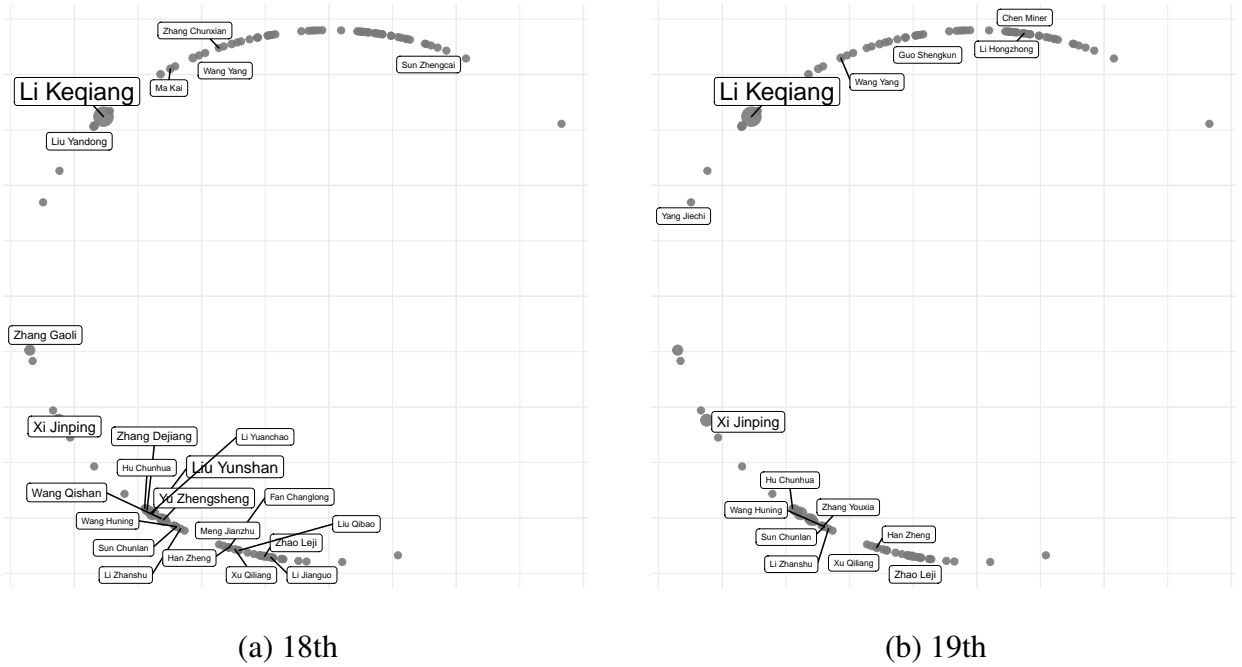 Zhang Chunxian
Wang Yang
Sun Zhengcai
Ma Kai
Li Keqiang
Liu Yandong
Zhang Gaoli
Xi Jinping
Zhang Dejiang
Li Yuanchao
Hu Chunhua
Liu Yunshan
Wang Qishan
Yu Zhengsheng
Fan Changlong
Wang Huning
Meng Jianzhu
Liu Qibao
Sun Chunlan
Han Zheng
Zhao Leji
Li Zhanshu
Xu Qiliang
Li Jianguo
(a) 18th
Chen Miner
Guo Shengkun
Li Hongzhong
Wang Yang
Li Keqiang
Yang Jiechi
Xi Jinping
Hu Chunhua
Wang Huning
Zhang Youxia
Sun Chunlan
Han Zheng
Li Zhanshu
Xu Qiliang
Zhao Leji
(b) 19th